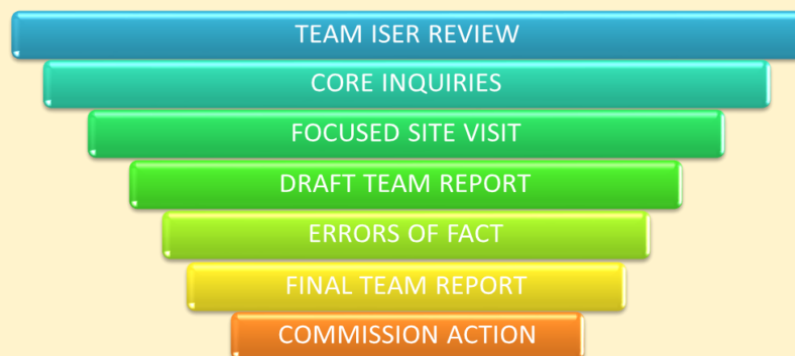 TEAM ISER REVIEW
CORE INQUIRIES
FOCUSED SITE VISIT
DRAFT TEAM REPORT
ERRORS OF FACT
FINAL TEAM REPORT
COMMISSION ACTION